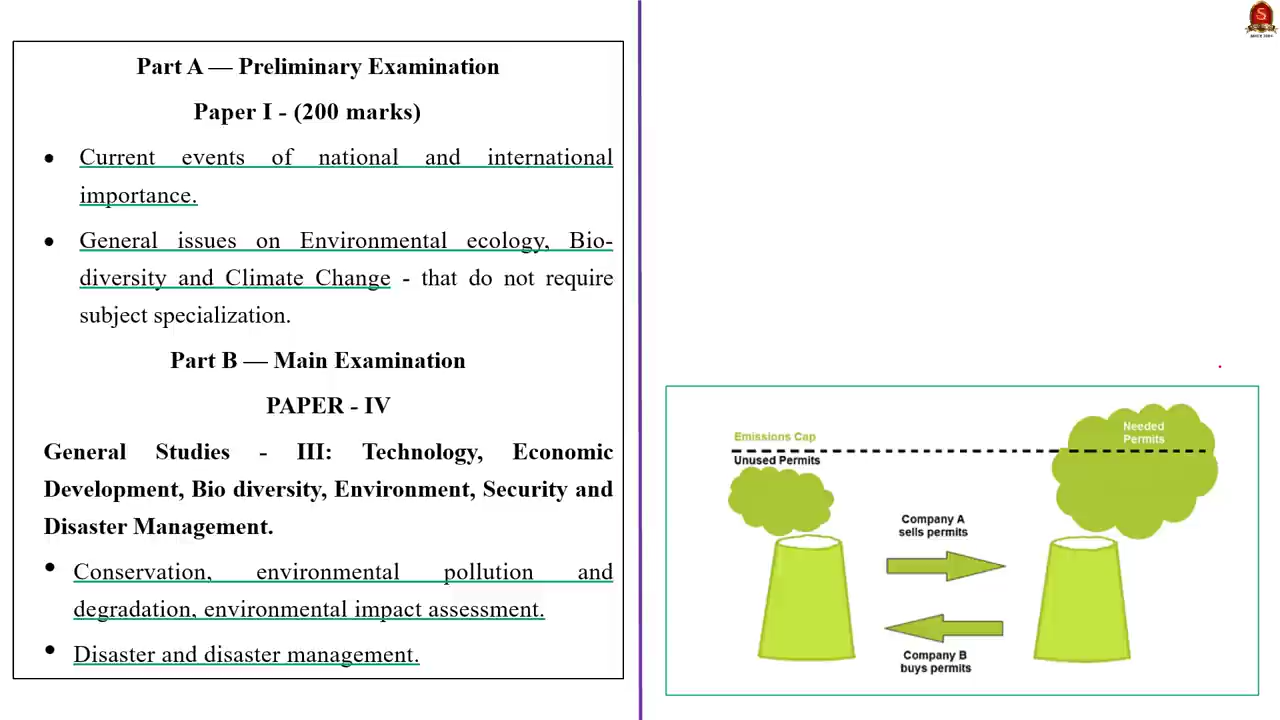 Part A — Preliminary Examination
Paper I - (200 marks)
• Current events of national and international
importance.
• General issues on Environmental ecology, Bio-
diversity and Climate Change - that do not require
subject specialization.
Part B — Main Examination
PAPER - IV
General Studies - III: Technology, Economic
Development, Bio diversity, Environment, Security and
Disaster Management.
• Conservation, environmental pollution and
degradation, environmental impact assessment.
• Disaster and disaster management.
S
Emissions Cap
Unused Permits
Needed
Permits
Company A
sells permits
Company B
buys permits